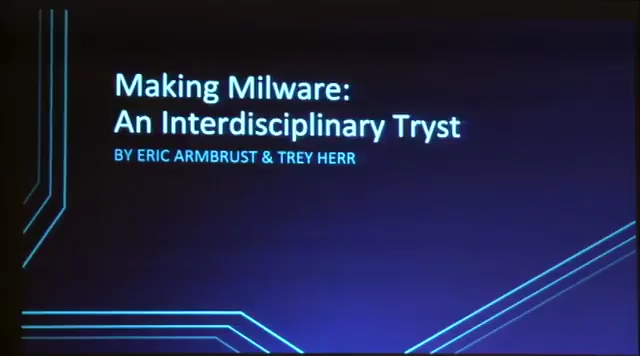 Making Milware:
An Interdisciplinary Tryst
BY ERIC ARMBRUST & TREY HERR